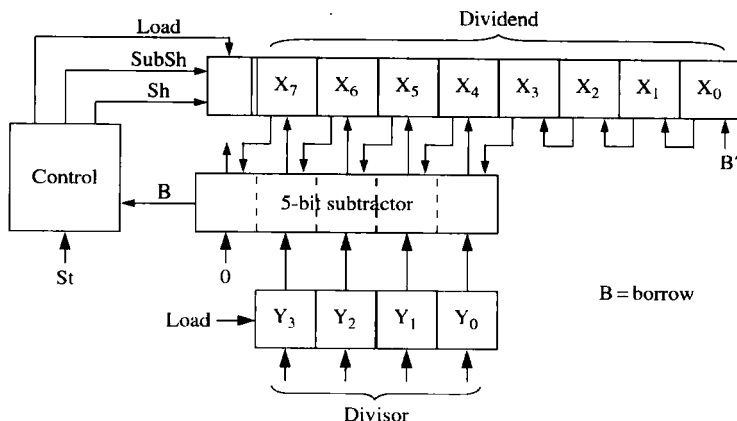 Dividend
Load
SubSh
Sh
X7 X6 X5 X4 X3 X2 X1 X0
B'
Control
B
5-bit subtractor
St
0
B = borrow
Load
Y3 Y2 Y1 Y0
Divisor